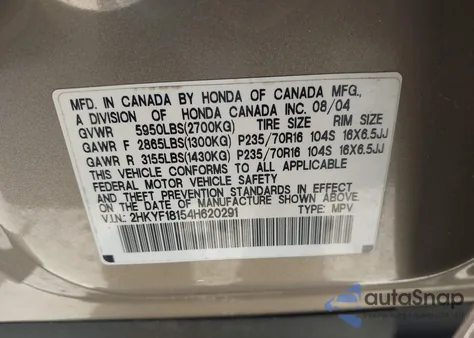 MFD. IN CANADA BY HONDA OF CANADA MFG.,
A DIVISION OF HONDA CANADA INC. 08/04
GVWR 5950LBS(2700KG) TIRE SIZE RIM SIZE
GAWR F 2865LBS(1300KG) P235/70R16 104S 16X6.5JJ
GAWR R 3155LBS(1430KG) P235/70R16 104S 16X6.5JJ
THIS VEHICLE CONFORMS TO ALL APPLICABLE
FEDERAL MOTOR VEHICLE SAFETY
AND THEFT PREVENTION STANDARDS IN EFFECT
ON THE DATE OF MANUFACTURE SHOWN ABOVE.
V.I.N.: 2HKYF18154H620291 TYPE: MPV
autoSnap